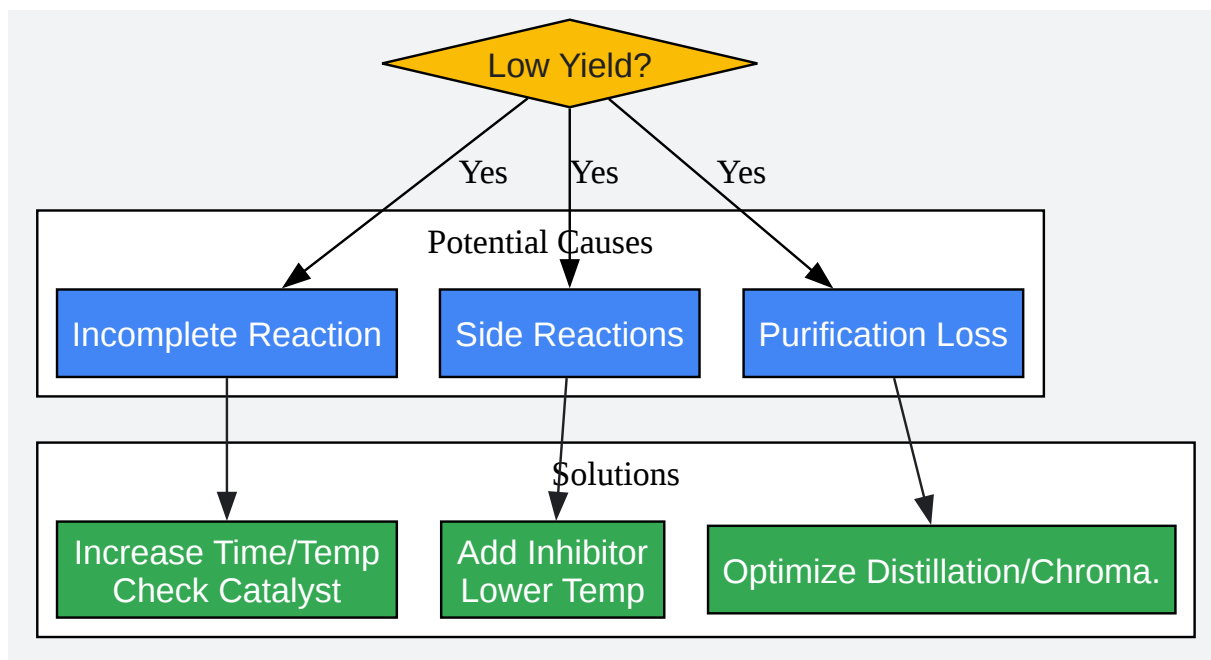 Low Yield?
Yes
Yes
Yes
Potential Causes
Incomplete Reaction
Side Reactions
Purification Loss
Solutions
Increase Time/Temp
Check Catalyst
Add Inhibitor
Lower Temp
Optimize Distillation/Chroma.